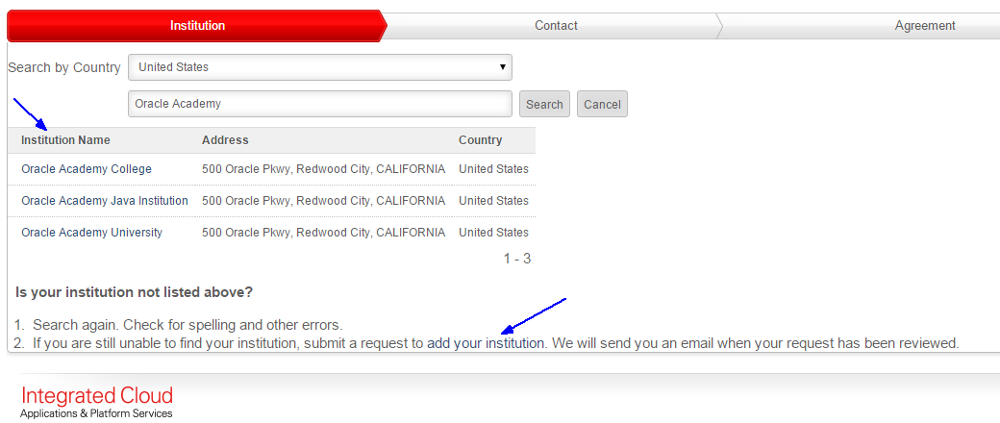 Institution Contact Agreement
Search by Country United States
Oracle Academy Search Cancel
Institution Name Address Country
Oracle Academy College 500 Oracle Pkwy, Redwood City, CALIFORNIA United States
Oracle Academy Java Institution 500 Oracle Pkwy, Redwood City, CALIFORNIA United States
Oracle Academy University 500 Oracle Pkwy, Redwood City, CALIFORNIA United States
1 - 3
Is your institution not listed above?
1. Search again. Check for spelling and other errors.
2. If you are still unable to find your institution, submit a request to add your institution. We will send you an email when your request has been reviewed.
Integrated Cloud
Applications & Platform Services